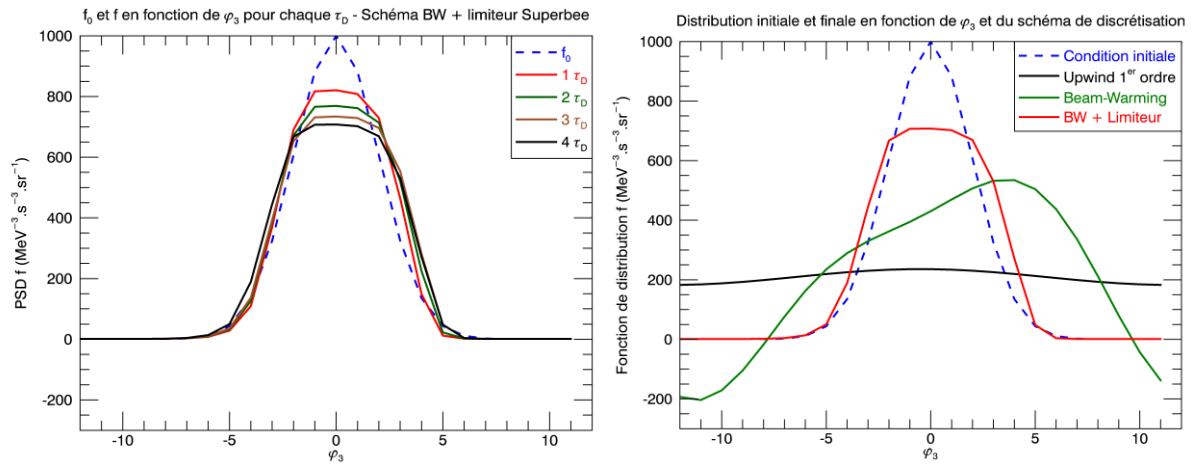 f₀ et f en fonction de φ₃ pour chaque τ_D - Schéma BW + limiteur Superbee
1000
800
600
400
200
0
-200
-10
-5
0
5
10
PSD f (MeV⁻³.s⁻³.sr⁻¹)
φ₃
f₀
1 τ_D
2 τ_D
3 τ_D
4 τ_D
Distribution initiale et finale en fonction de φ₃ et du schéma de discrétisation
1000
800
600
400
200
0
-200
-10
-5
0
5
10
Fonction de distribution f (MeV⁻³.s⁻³.sr⁻¹)
φ₃
Condition initiale
Upwind 1ᵉʳ ordre
Beam-Warming
BW + Limiteur